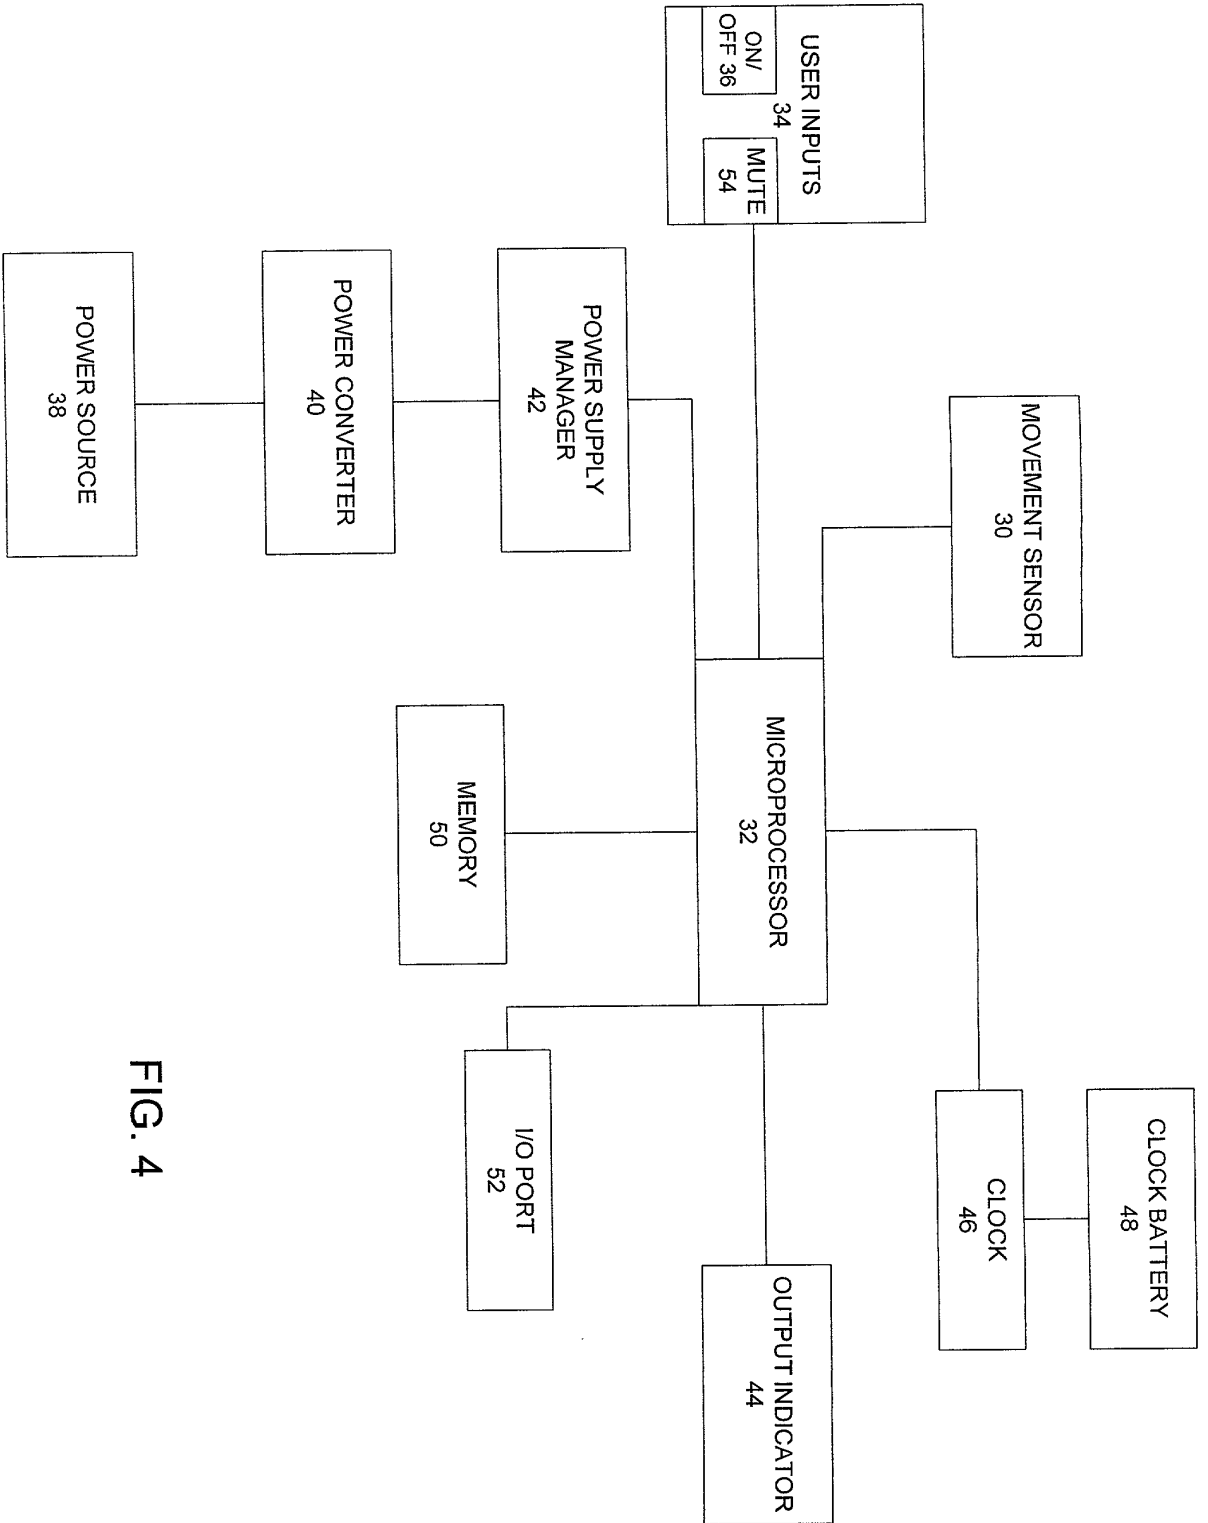 CLOCK BATTERY
48
MOVEMENT SENSOR
30
CLOCK
46
USER INPUTS
34
ON/
OFF 36
MUTE
54
MICROPROCESSOR
32
OUTPUT INDICATOR
44
POWER SUPPLY
MANAGER
42
I/O PORT
52
MEMORY
50
POWER CONVERTER
40
POWER SOURCE
38
FIG. 4